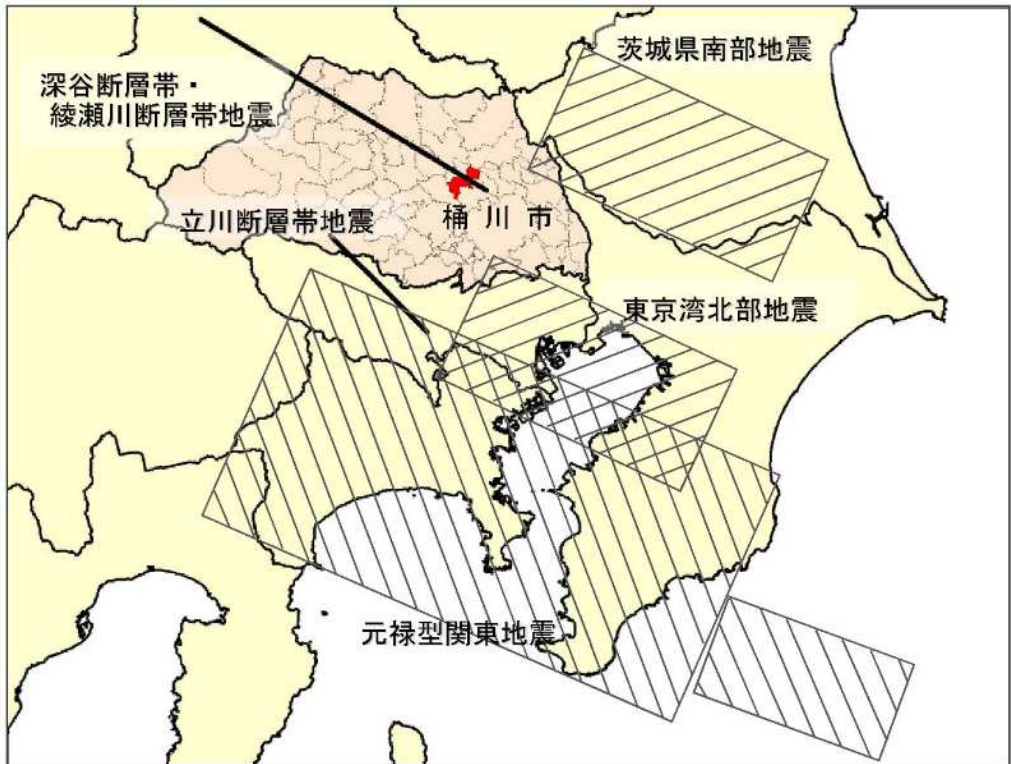 茨城県南部地震
深谷断層帯・
綾瀬川断層帯地震
立川断層帯地震
桶川市
東京湾北部地震
元禄型関東地震